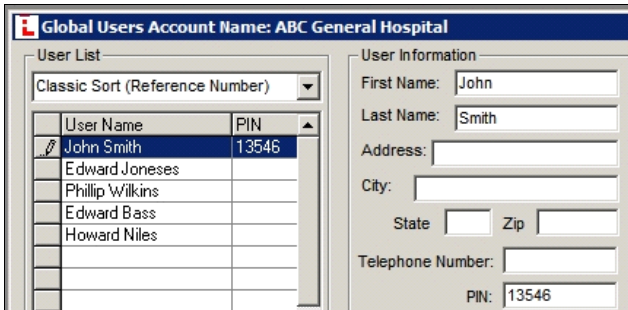 Global Users Account Name: ABC General Hospital
User List
Classic Sort (Reference Number)
User Name PIN
John Smith 13546
Edward Joneses
Phillip Wilkins
Edward Bass
Howard Niles
User Information
First Name: John
Last Name: Smith
Address:
City:
State Zip
Telephone Number:
PIN: 13546